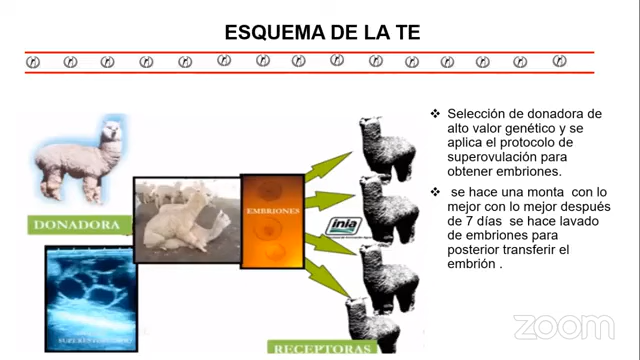 ESQUEMA DE LA TE
❖ Selección de donadora de
alto valor genético y se
aplica el protocolo de
superovulación para
obtener embriones.
❖ se hace una monta con lo
mejor con lo mejor después
de 7 días se hace lavado
de embriones para
posterior transferir el
embrión .
DONADORA
EMBRIONES
inia
RECEPTORAS
zoom